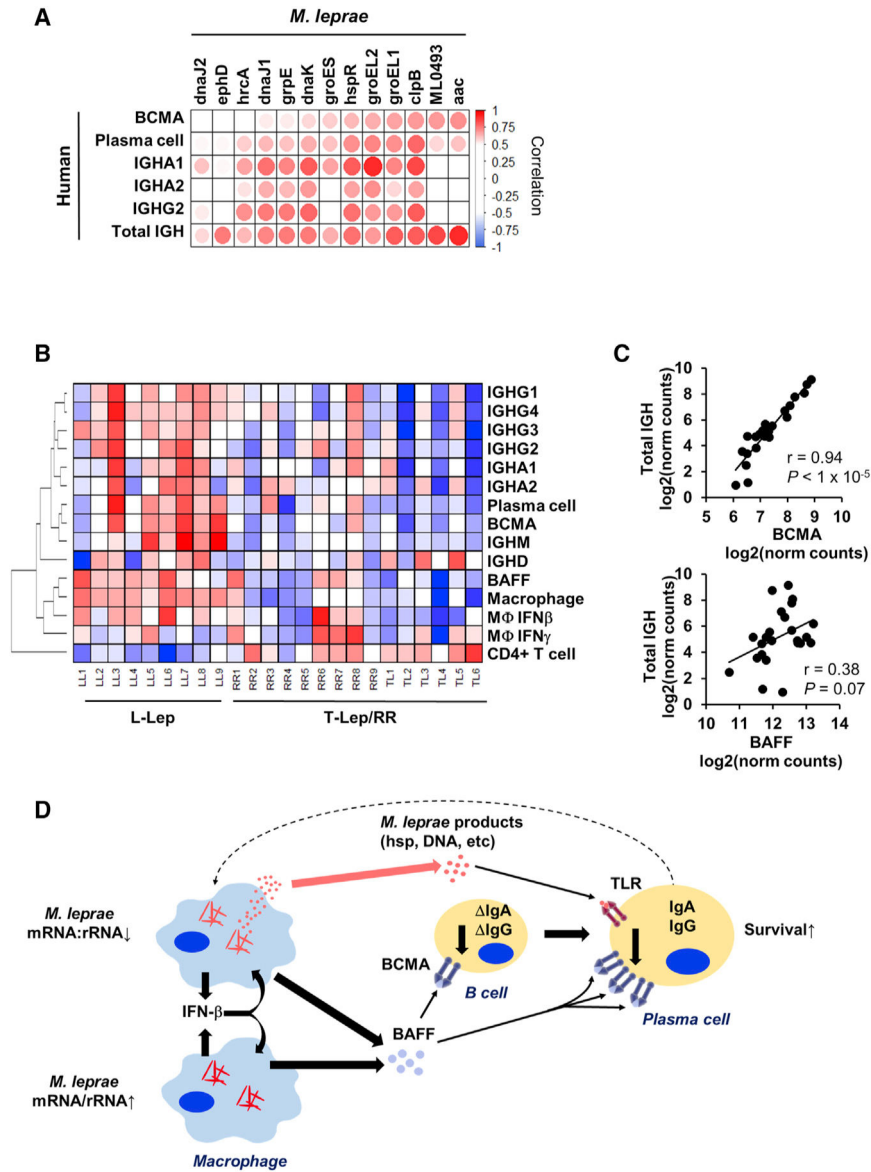 A
M. leprae
dnaJ2 ephD hrcA dnaJ1 grpE dnaK groES hspR groEL2 groEL1 clpB ML0493 aac
Human
BCMA
Plasma cell
IGHA1
IGHA2
IGHG2
Total IGH
1
0.75
0.5
0.25
0
-0.25
-0.5
-0.75
-1
Correlation
B
IGHG1
IGHG4
IGHG3
IGHG2
IGHA1
IGHA2
Plasma cell
BCMA
IGHM
IGHD
BAFF
Macrophage
MΦ IFNβ
MΦ IFNγ
CD4+ T cell
LL1 LL2 LL3 LL4 LL5 LL6 LL7 LL8 LL9 RR1 RR2 RR3 RR4 RR5 RR6 RR7 RR8 RR9 TL1 TL2 TL3 TL4 TL5 TL6
L-Lep T-Lep/RR
C
Total IGH
log2(norm counts)
10
8
6
4
2
0
r = 0.94
P < 1 x 10-5
5 6 7 8 9 10
BCMA
log2(norm counts)
Total IGH
log2(norm counts)
10
8
6
4
2
0
r = 0.38
P = 0.07
10 11 12 13 14
BAFF
log2(norm counts)
D
M. leprae products
(hsp, DNA, etc)
TLR
M. leprae
mRNA:rRNA↓
ΔIgA
ΔIgG
IgA
IgG
Survival↑
BCMA
B cell
Plasma cell
IFN-β
BAFF
M. leprae
mRNA/rRNA↑
Macrophage